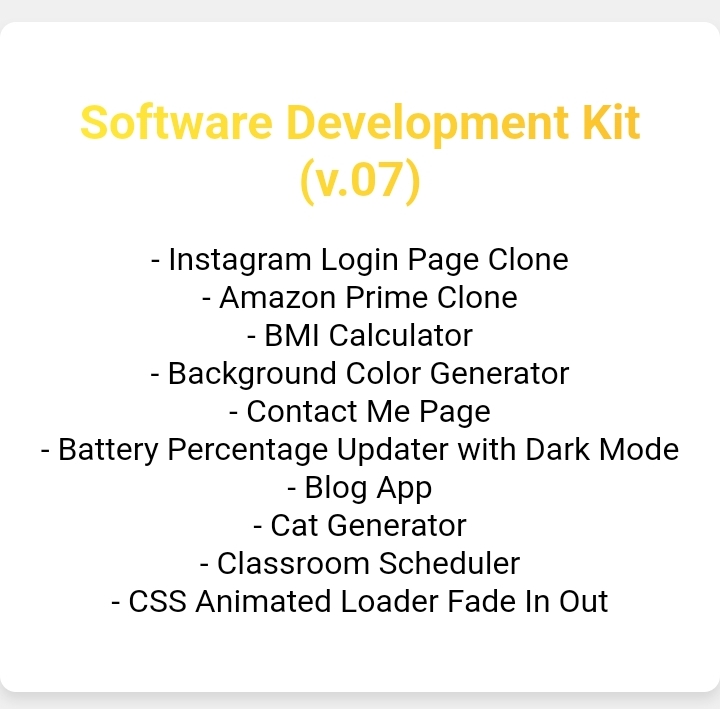 Software Development Kit
(v.07)
- Instagram Login Page Clone
- Amazon Prime Clone
- BMI Calculator
- Background Color Generator
- Contact Me Page
- Battery Percentage Updater with Dark Mode
- Blog App
- Cat Generator
- Classroom Scheduler
- CSS Animated Loader Fade In Out